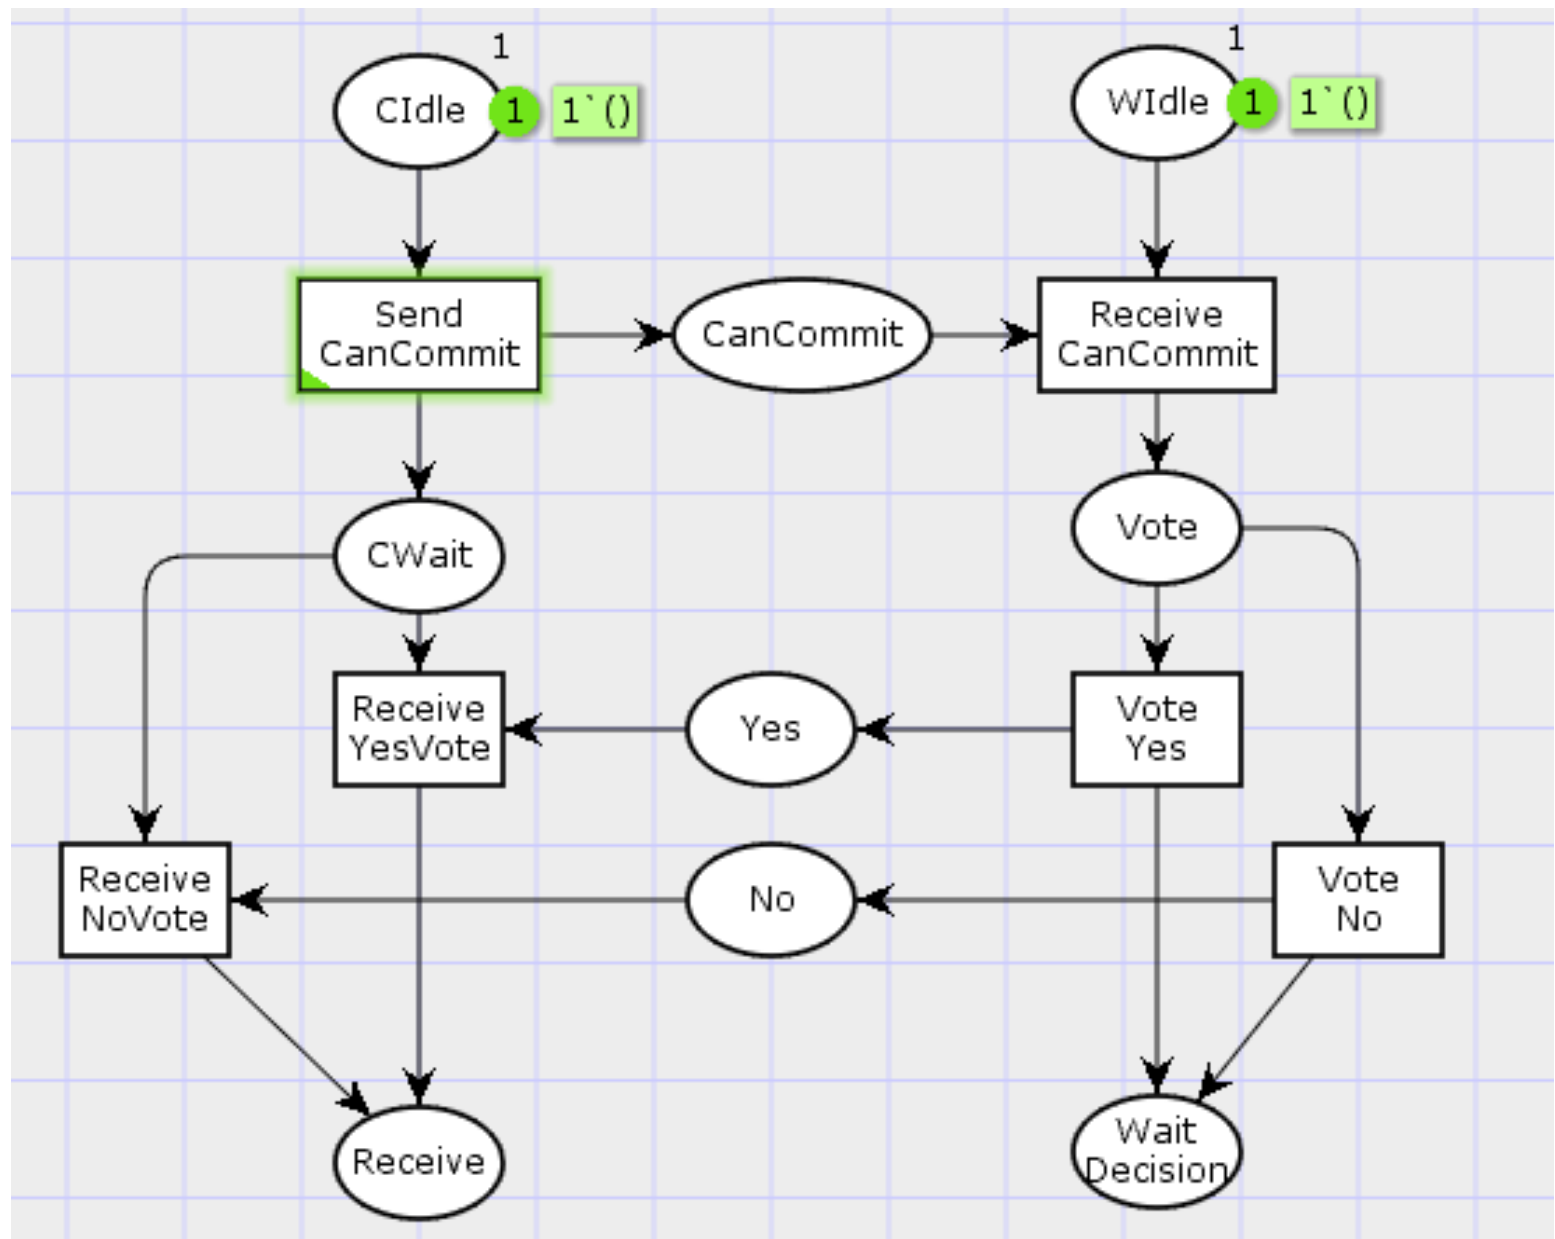 1
1
CIdle
1
1`()
WIdle
1
1`()
Send
CanCommit
CanCommit
Receive
CanCommit
CWait
Vote
Receive
YesVote
Yes
Vote
Yes
Receive
NoVote
No
Vote
No
Receive
Wait
Decision